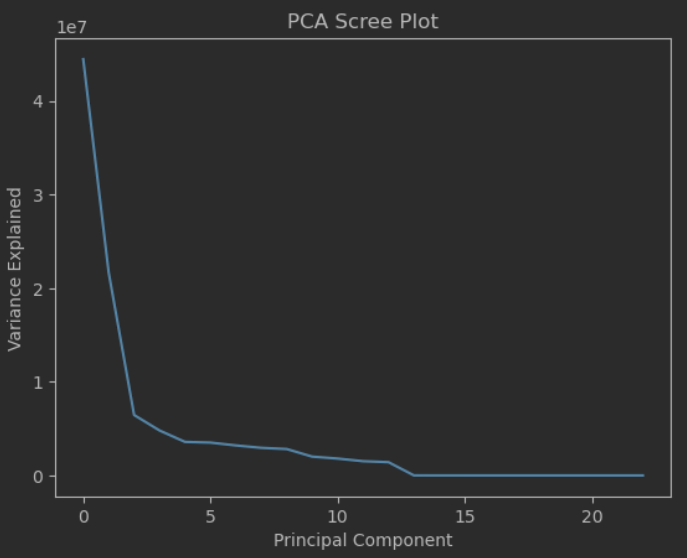 PCA Scree Plot
1e7
4
3
2
1
0
Variance Explained
0 5 10 15 20
Principal Component